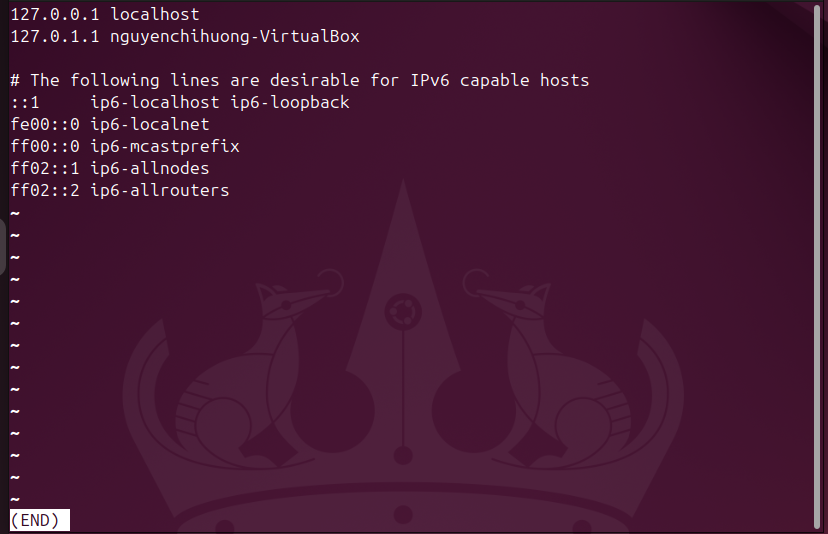 127.0.0.1 localhost
127.0.1.1 nguyenchihuong-VirtualBox

# The following lines are desirable for IPv6 capable hosts
::1     ip6-localhost ip6-loopback
fe00::0 ip6-localnet
ff00::0 ip6-mcastprefix
ff02::1 ip6-allnodes
ff02::2 ip6-allrouters
~
~
~
~
~
~
~
~
~
~
~
~
~
~
(END)